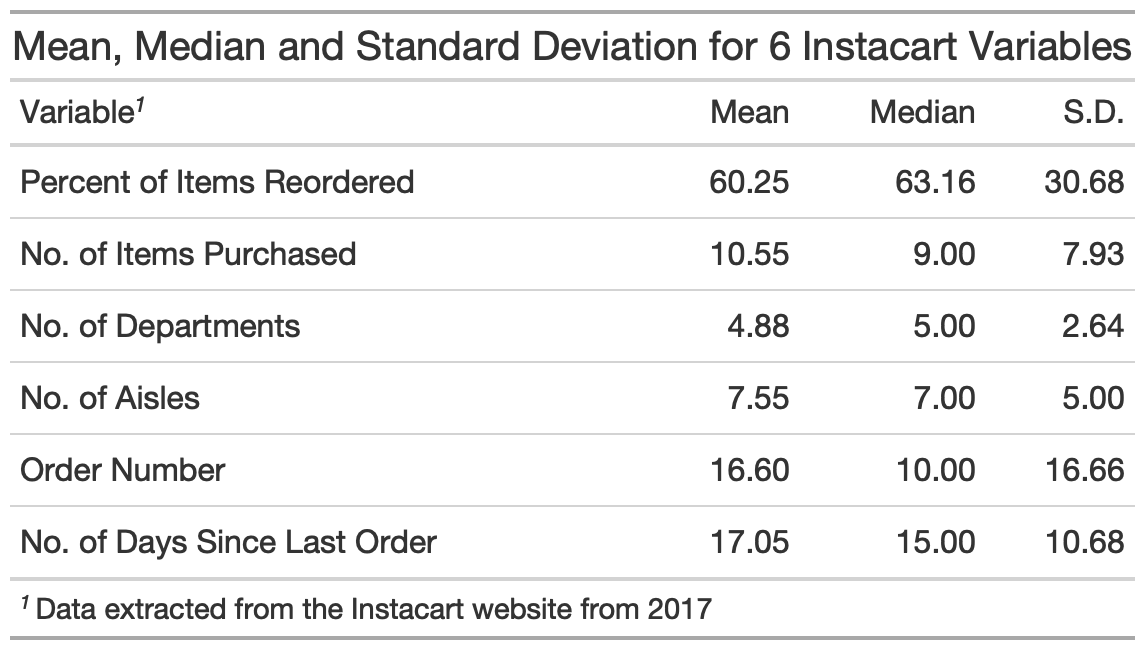 Mean, Median and Standard Deviation for 6 Instacart Variables
Variable1 Mean Median S.D.
Percent of Items Reordered 60.25 63.16 30.68
No. of Items Purchased 10.55 9.00 7.93
No. of Departments 4.88 5.00 2.64
No. of Aisles 7.55 7.00 5.00
Order Number 16.60 10.00 16.66
No. of Days Since Last Order 17.05 15.00 10.68
1 Data extracted from the Instacart website from 2017